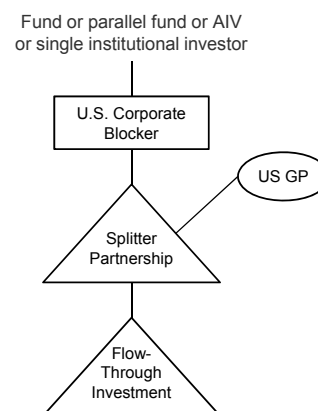 Fund or parallel fund or AIV
or single institutional investor
U.S. Corporate
Blocker
US GP
Splitter
Partnership
Flow-
Through
Investment